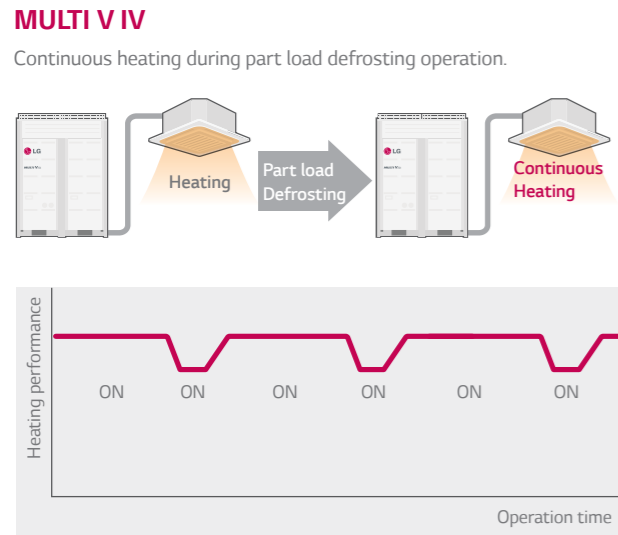 MULTI V IV
Continuous heating during part load defrosting operation.
LG
Heating
Part load
Defrosting
LG
Continuous
Heating
Heating performance
ON ON ON ON ON ON
Operation time